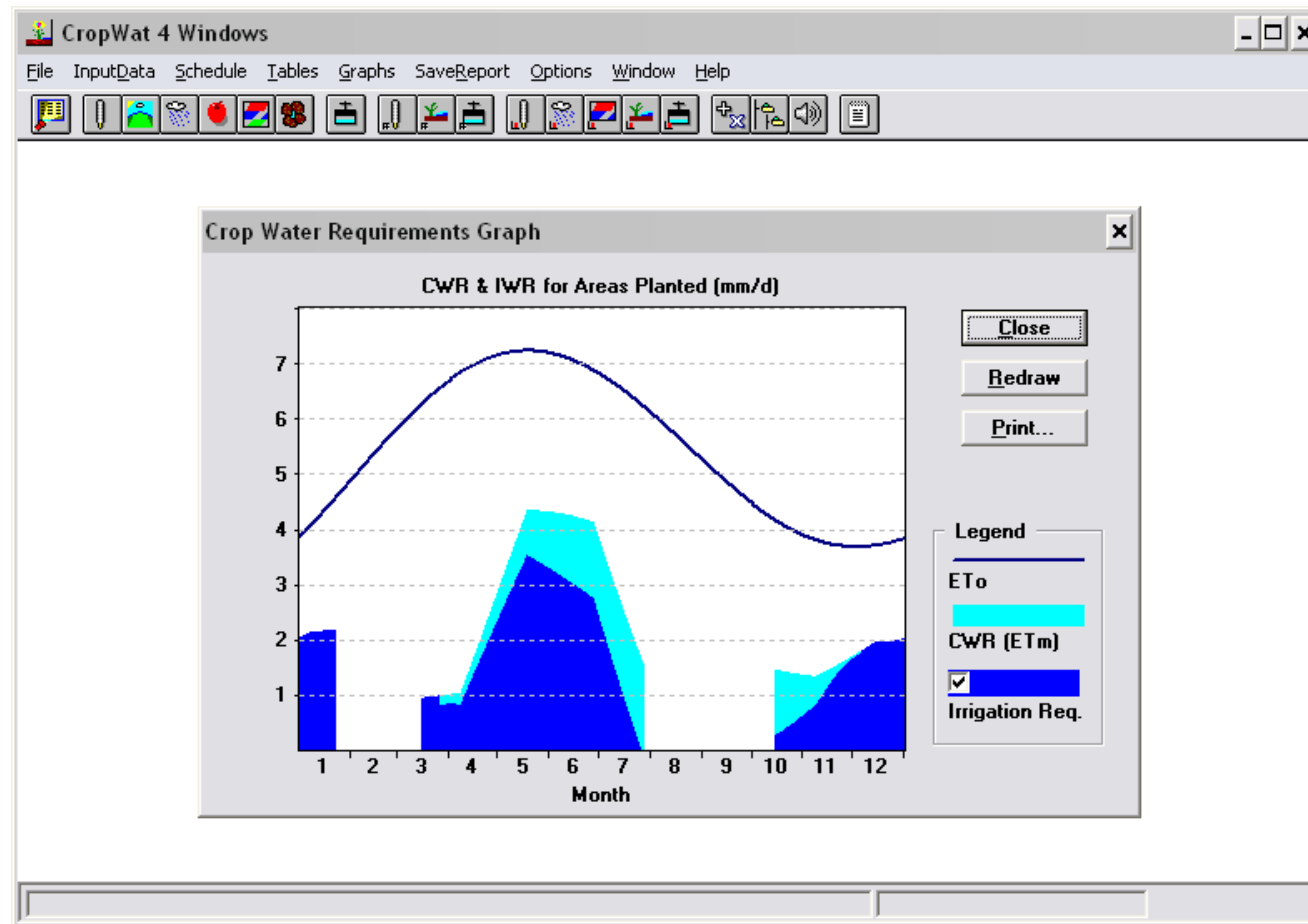 CropWat 4 Windows
File InputData Schedule Tables Graphs SaveReport Options Window Help
Crop Water Requirements Graph
CWR & IWR for Areas Planted (mm/d)
7
6
5
4
3
2
1
1 2 3 4 5 6 7 8 9 10 11 12
Month
Close
Redraw
Print...
Legend
ETo
CWR (ETm)
Irrigation Req.